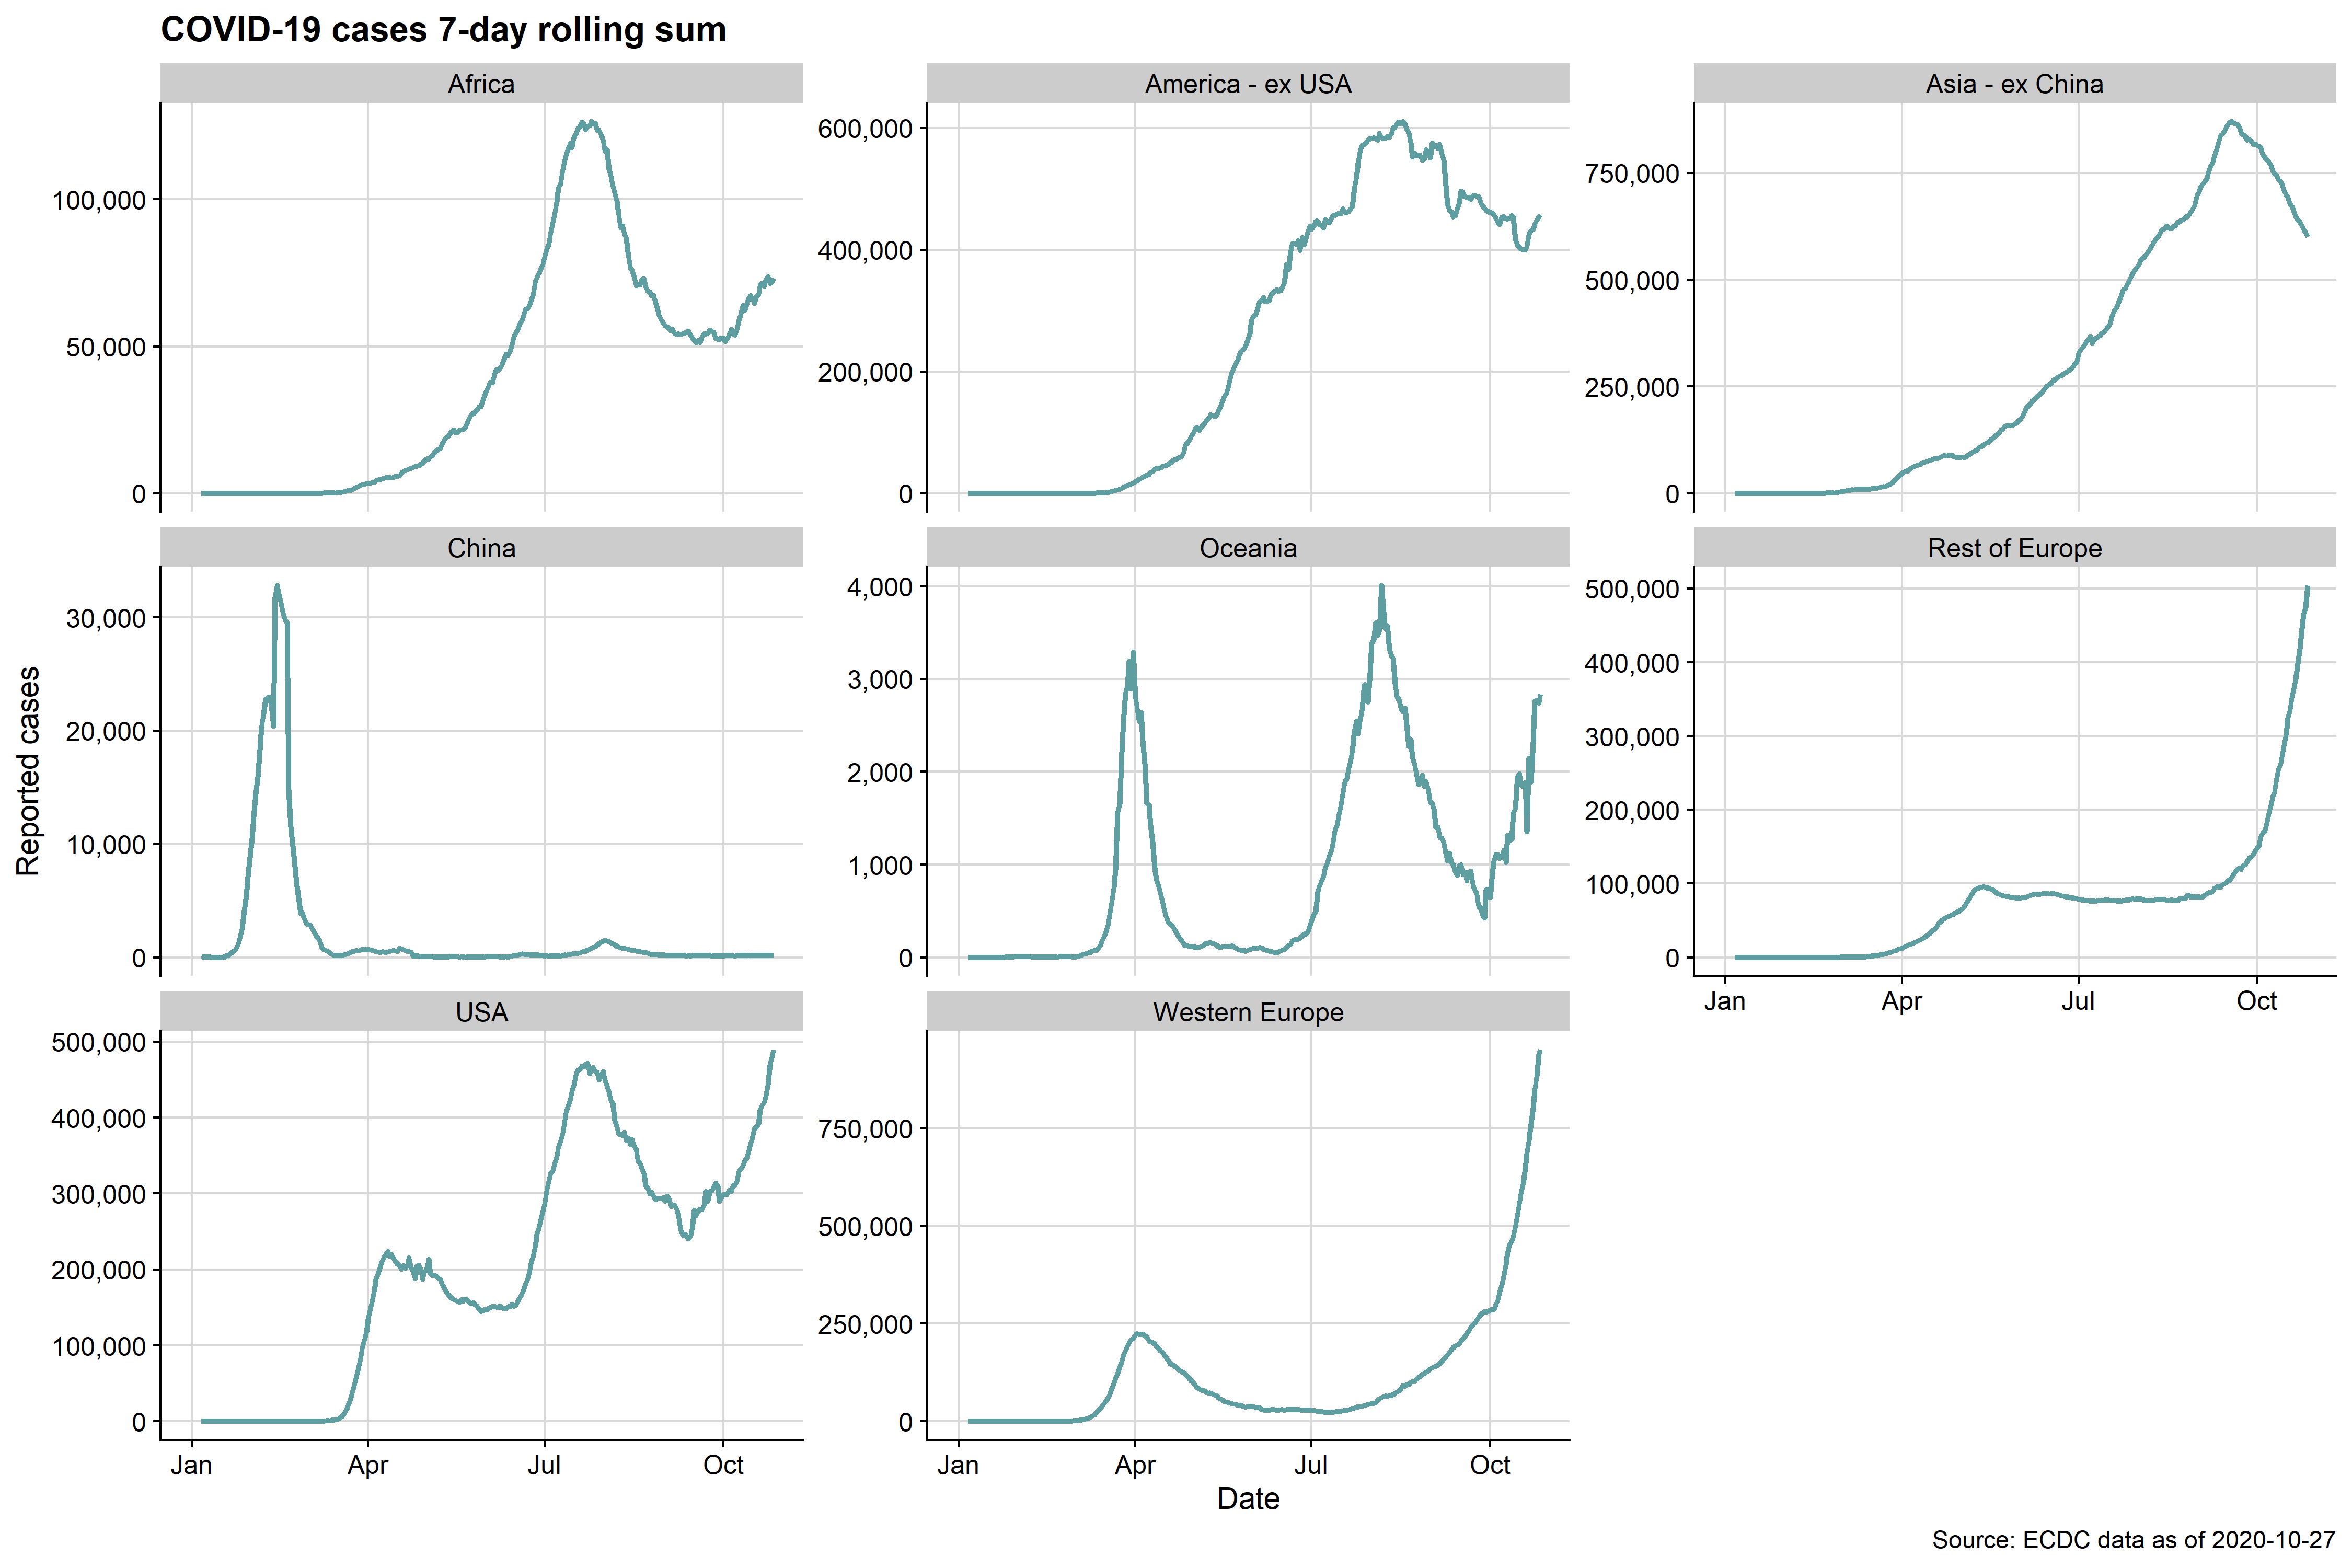 COVID-19 cases 7-day rolling sum
Africa
America - ex USA
Asia - ex China
100,000
50,000
0
600,000
400,000
200,000
0
750,000
500,000
250,000
0
China
Oceania
Rest of Europe
Reported cases
30,000
20,000
10,000
0
4,000
3,000
2,000
1,000
0
500,000
400,000
300,000
200,000
100,000
0
Jan Apr Jul Oct
USA
Western Europe
500,000
400,000
300,000
200,000
100,000
0
750,000
500,000
250,000
0
Jan Apr Jul Oct
Jan Apr Jul Oct
Date
Source: ECDC data as of 2020-10-27